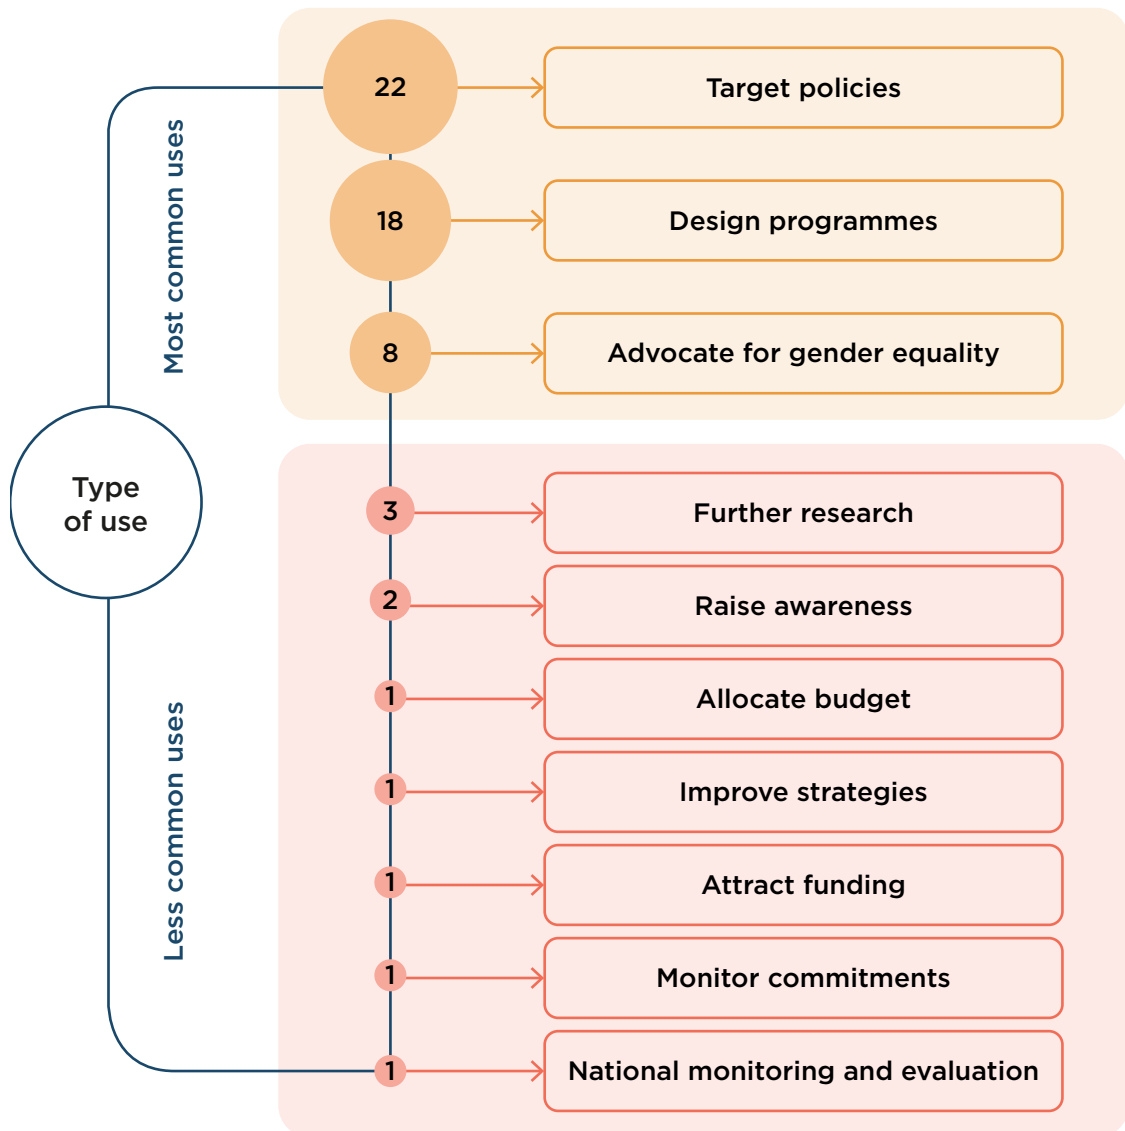 Type
of use
Most common uses
22
Target policies
18
Design programmes
8
Advocate for gender equality
Less common uses
3
Further research
2
Raise awareness
1
Allocate budget
1
Improve strategies
1
Attract funding
1
Monitor commitments
1
National monitoring and evaluation